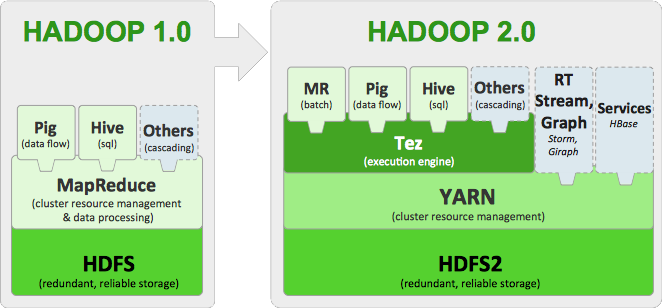 HADOOP 1.0
Pig
(data flow)
Hive
(sql)
Others
(cascading)
MapReduce
(cluster resource management
& data processing)
HDFS
(redundant, reliable storage)
HADOOP 2.0
MR
(batch)
Pig
(data flow)
Hive
(sql)
Others
(cascading)
RT
Stream,
Graph
Storm,
Giraph
Services
HBase
Tez
(execution engine)
YARN
(cluster resource management)
HDFS2
(redundant, reliable storage)